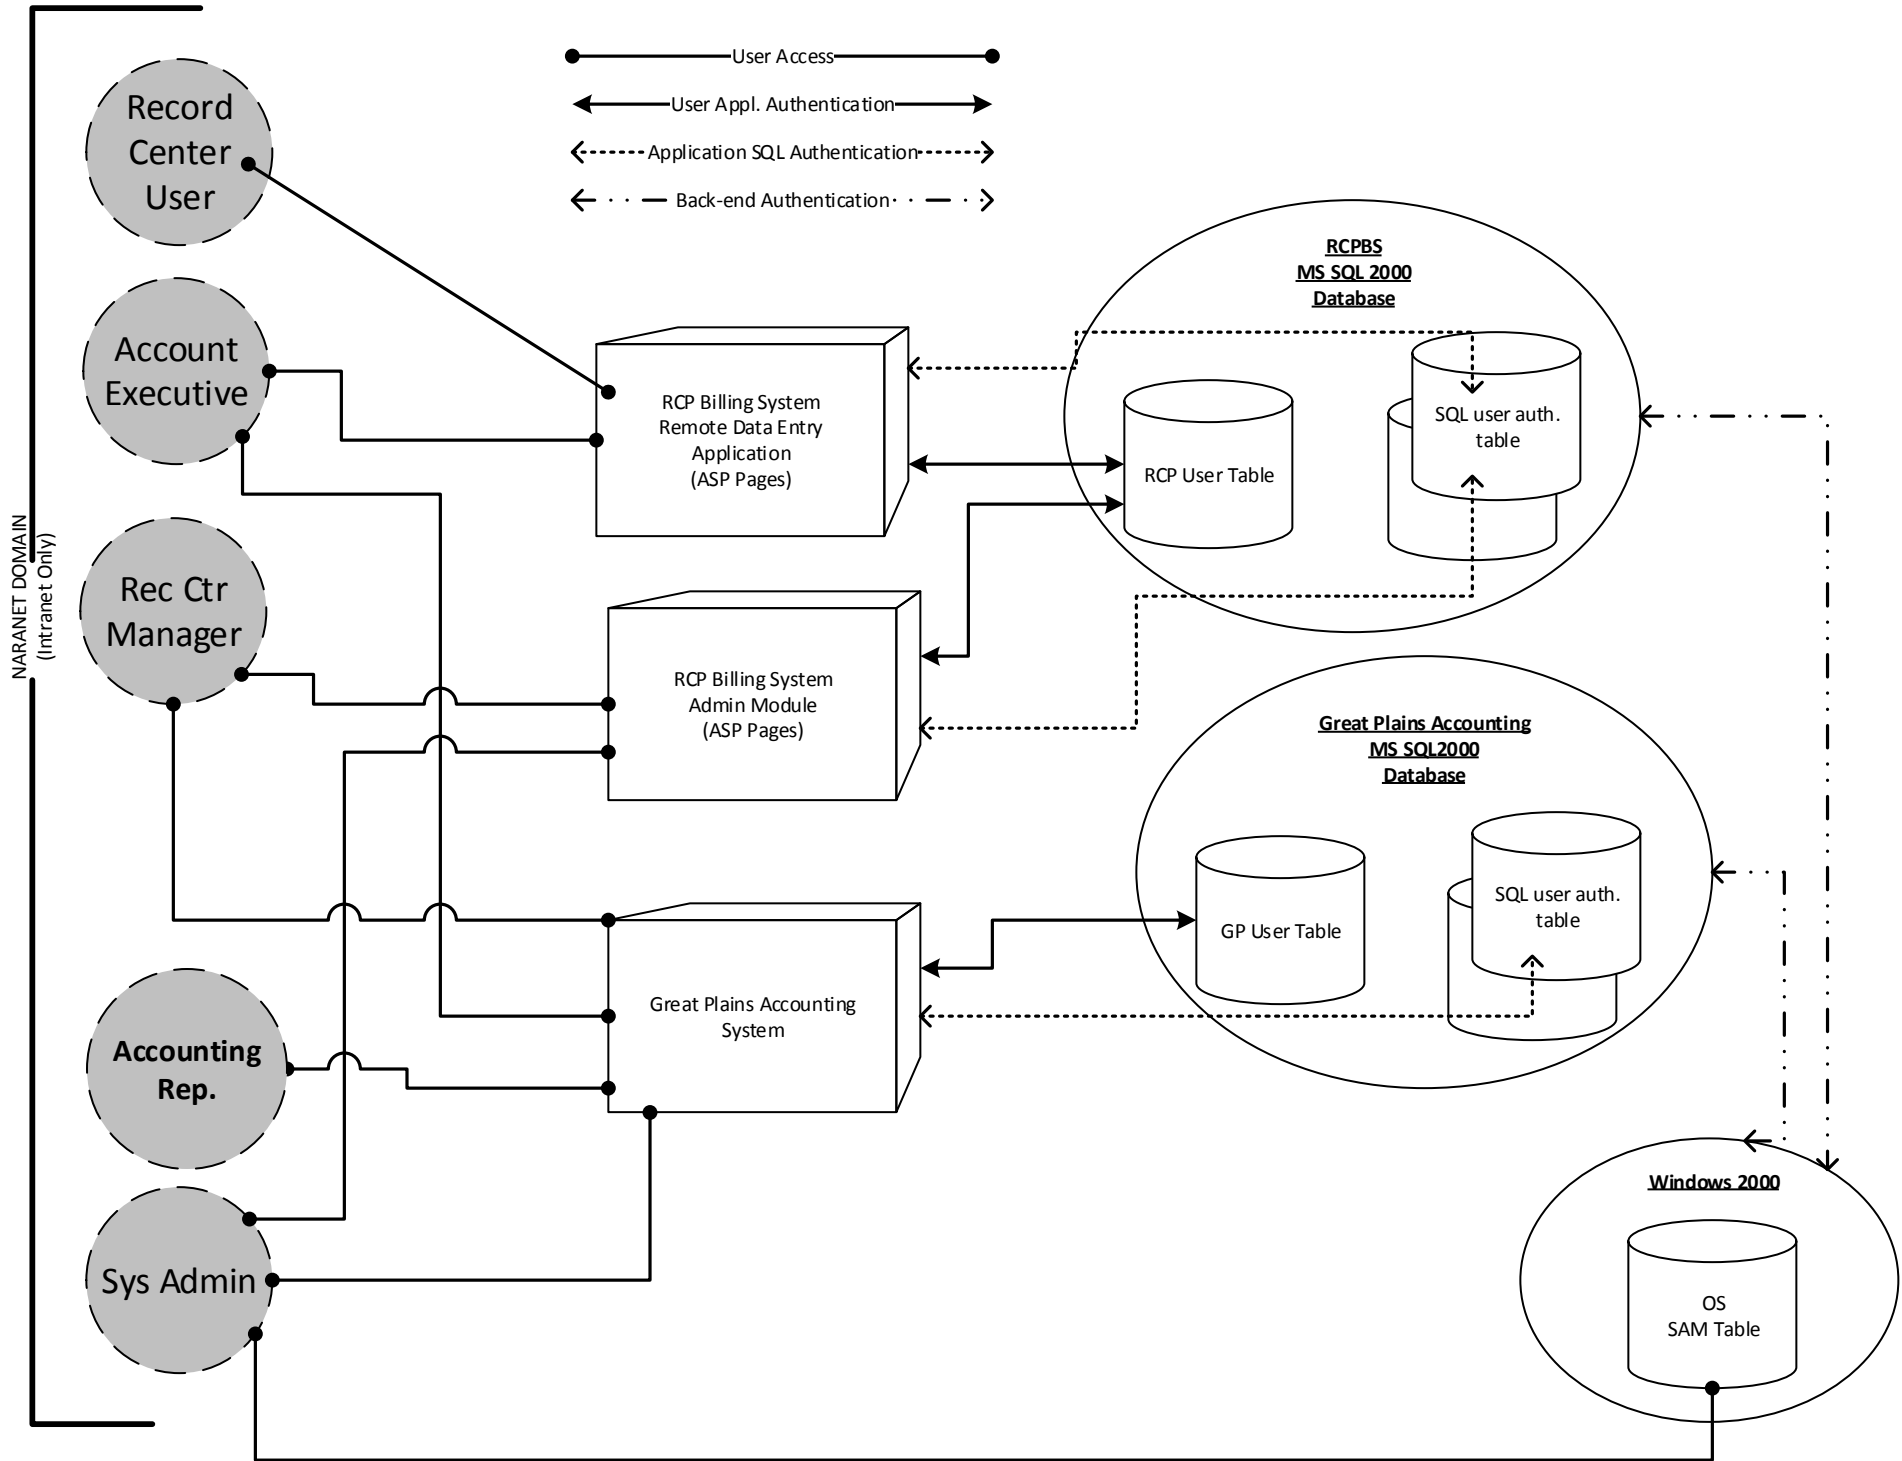 User Access
User Appl. Authentication
Application SQL Authentication
Back-end Authentication
NARANET DOMAIN
(Intranet Only)
Record
Center
User
Account
Executive
Rec Ctr
Manager
Accounting
Rep.
Sys Admin
RCP Billing System
Remote Data Entry
Application
(ASP Pages)
RCP Billing System
Admin Module
(ASP Pages)
Great Plains Accounting
System
RCPBS
MS SQL 2000
Database
RCP User Table
SQL user auth.
table
Great Plains Accounting
MS SQL2000
Database
GP User Table
SQL user auth.
table
Windows 2000
OS
SAM Table